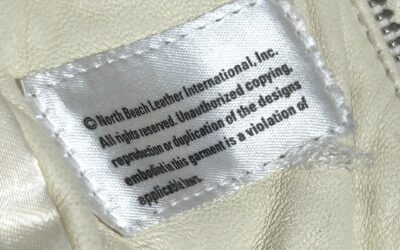 © North Beach Leather International, Inc.
All rights reserved. Unauthorized copying,
reproduction or duplication of the designs
embodied in this garment is a violation of
applicable laws.